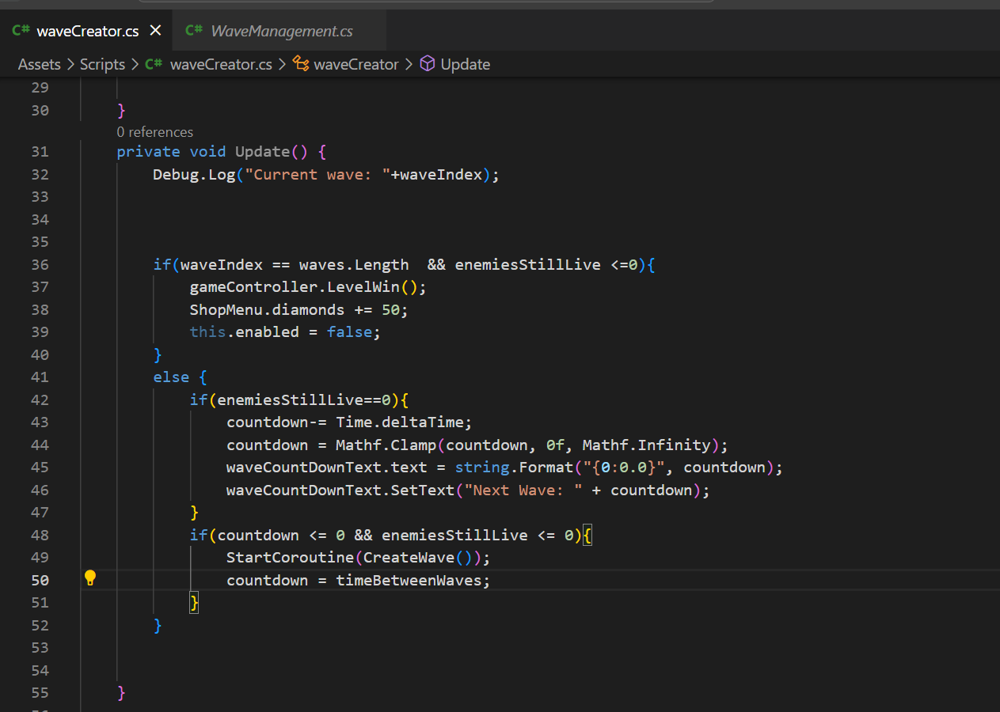 C# waveCreator.cs × C# WaveManagement.cs
Assets > Scripts > C# waveCreator.cs > waveCreator > Update
29
30 }
0 references
31 private void Update() {
32 Debug.Log("Current wave: "+waveIndex);
33
34
35
36 if(waveIndex == waves.Length  && enemiesStillLive <=0){
37 gameController.LevelWin();
38 ShopMenu.diamonds += 50;
39 this.enabled = false;
40 }
41 else {
42 if(enemiesStillLive==0){
43 countdown-= Time.deltaTime;
44 countdown = Mathf.Clamp(countdown, 0f, Mathf.Infinity);
45 waveCountDownText.text = string.Format("{0:0.0}", countdown);
46 waveCountDownText.SetText("Next Wave: " + countdown);
47 }
48 if(countdown <= 0 && enemiesStillLive <= 0){
49 StartCoroutine(CreateWave());
50 countdown = timeBetweenWaves;
51 }
52 }
53
54
55 }